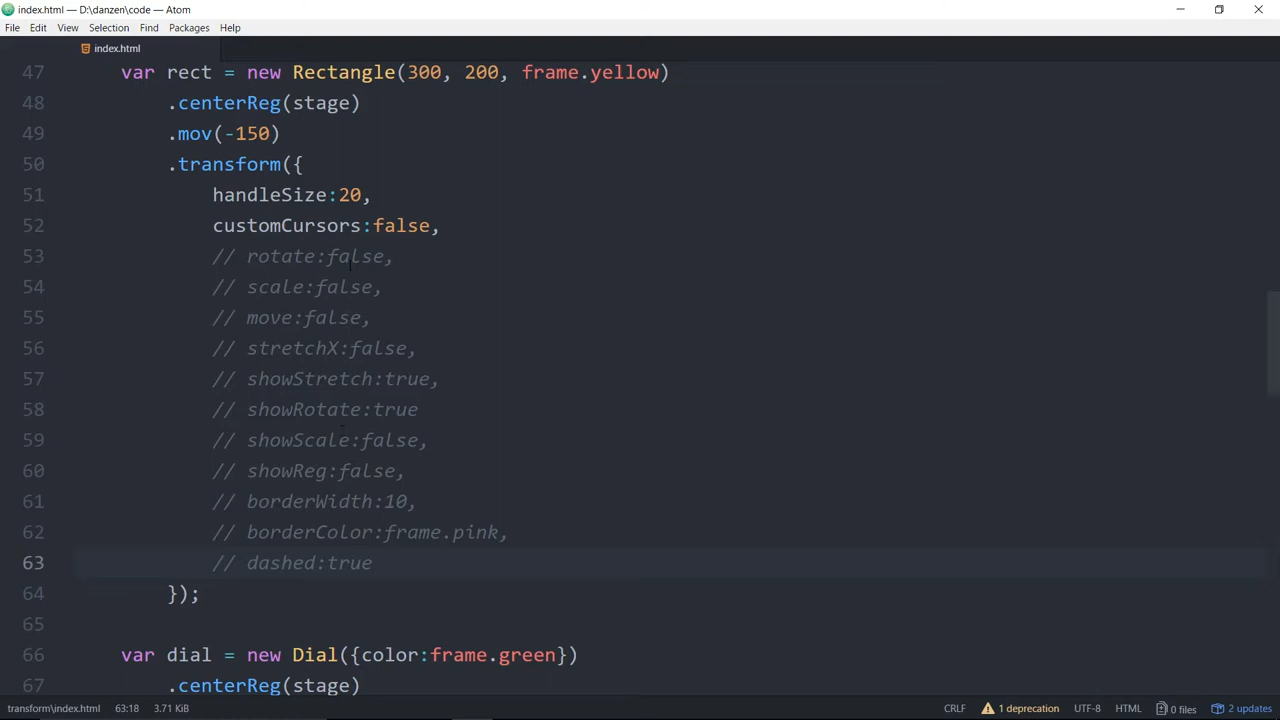 index.html — D:\danzen\code — Atom
File Edit View Selection Find Packages Help
index.html
47 var rect = new Rectangle(300, 200, frame.yellow)
48 .centerReg(stage)
49 .mov(-150)
50 .transform({
51 handleSize:20,
52 customCursors:false,
53 // rotate:false,
54 // scale:false,
55 // move:false,
56 // stretchX:false,
57 // showStretch:true,
58 // showRotate:true
59 // showScale:false,
60 // showReg:false,
61 // borderWidth:10,
62 // borderColor:frame.pink,
63 // dashed:true
64 });
65
66 var dial = new Dial({color:frame.green})
67 .centerReg(stage)
transform\index.html 63:18 3.71 KiB CRLF 1 deprecation UTF-8 HTML 0 files 2 updates